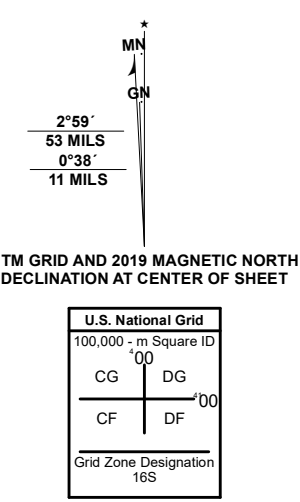 ★
MN
GN
2°59´
53 MILS
0°38´
11 MILS
TM GRID AND 2019 MAGNETIC NORTH
DECLINATION AT CENTER OF SHEET
U.S. National Grid
100,000 - m Square ID
⁴00
CG DG
⁴¹00
CF DF
Grid Zone Designation
16S